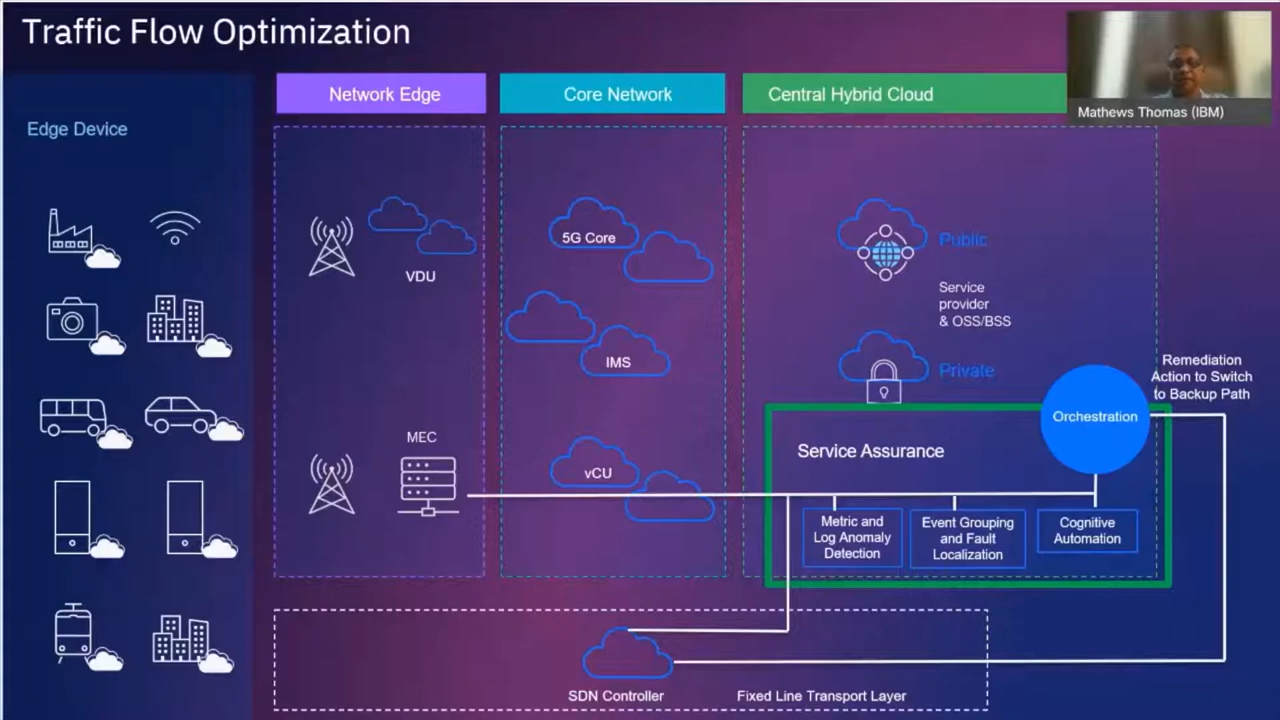 Traffic Flow Optimization
Mathews Thomas (IBM)
Network Edge
Core Network
Central Hybrid Cloud
Edge Device
VDU
5G Core
Public
Service
provider
& OSS/BSS
IMS
Private
Remediation
Action to Switch
to Backup Path
Orchestration
MEC
Service Assurance
vCU
Metric and
Log Anomaly
Detection
Event Grouping
and Fault
Localization
Cognitive
Automation
SDN Controller
Fixed Line Transport Layer